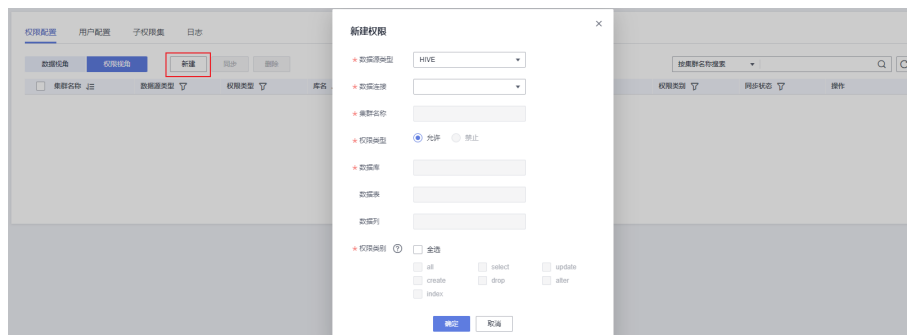 权限配置 用户配置 子权限集 日志
数据视角 权限视角 新建 同步 删除 按集群名称搜索
集群名称 数据源类型 权限类型 库名 权限类别 同步状态 操作
新建权限
* 数据源类型 HIVE
* 数据连接
* 集群名称
* 权限类型 允许 禁止
* 数据库
数据表
数据列
* 权限类别 ? 全选
all select update
create drop alter
index
确定 取消